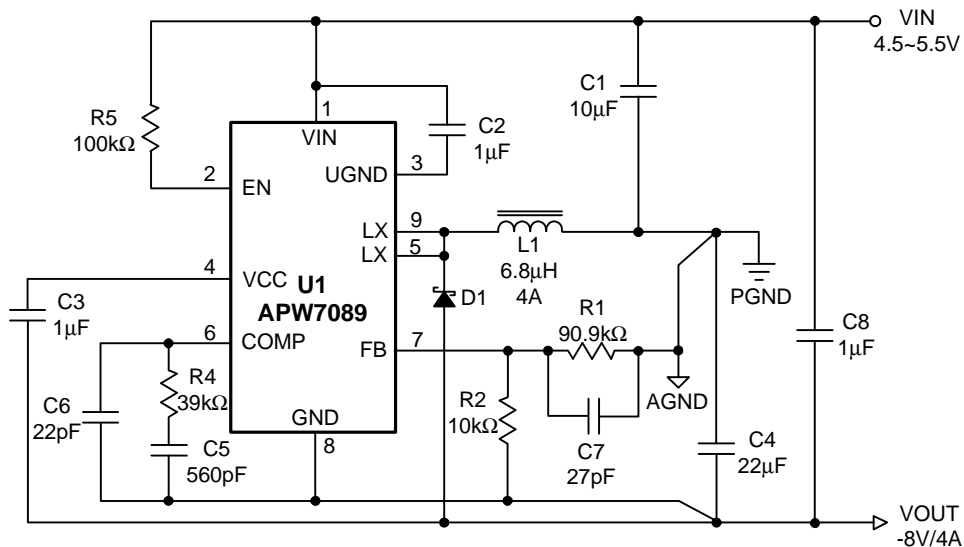 VIN
4.5~5.5V
C1
10μF
R5
100kΩ
1
VIN
C2
1μF
UGND
3
2
EN
LX
9
LX
5
L1
6.8μH
4A
PGND
4
VCC
U1
APW7089
D1
C3
1μF
R1
90.9kΩ
C8
1μF
6
COMP
FB
7
AGND
R4
39kΩ
R2
10kΩ
C6
22pF
GND
8
C5
560pF
C7
27pF
C4
22μF
VOUT
-8V/4A